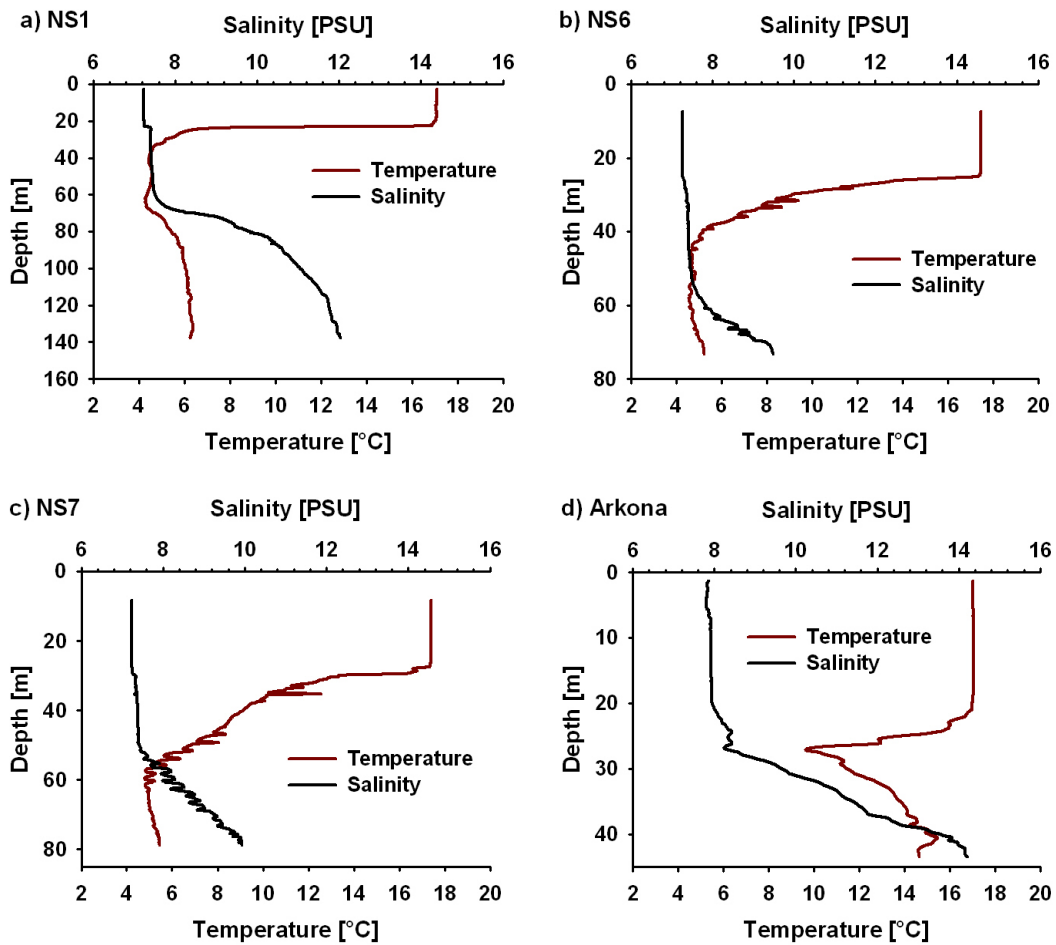 a) NS1
Salinity [PSU]
6 8 10 12 14 16
0
20
40
60
80
100
120
140
160
Depth [m]
Temperature
Salinity
2 4 6 8 10 12 14 16 18 20
Temperature [°C]
b) NS6
Salinity [PSU]
6 8 10 12 14 16
0
20
40
60
80
Depth [m]
Temperature
Salinity
2 4 6 8 10 12 14 16 18 20
Temperature [°C]
c) NS7
Salinity [PSU]
6 8 10 12 14 16
0
20
40
60
80
Depth [m]
Temperature
Salinity
2 4 6 8 10 12 14 16 18 20
Temperature [°C]
d) Arkona
Salinity [PSU]
6 8 10 12 14 16
0
10
20
30
40
Depth [m]
Temperature
Salinity
2 4 6 8 10 12 14 16 18 20
Temperature [°C]